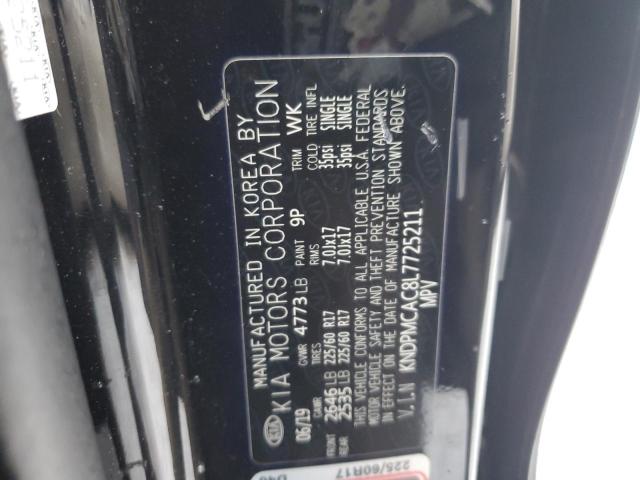 KIA MANUFACTURED IN KOREA BY
KIA MOTORS CORPORATION
06/19 GVWR 4773 LB PAINT 9P TRIM WK
GAWR TIRES RIMS COLD TIRE INFL
FRONT 2646 LB 225/60 R17 7.0Jx17 35psi SINGLE
REAR 2535 LB 225/60 R17 7.0Jx17 35psi SINGLE
THIS VEHICLE CONFORMS TO ALL APPLICABLE U.S.A. FEDERAL
MOTOR VEHICLE SAFETY AND THEFT PREVENTION STANDARDS
IN EFFECT ON THE DATE OF MANUFACTURE SHOWN ABOVE.
V.I.N KNDPMCAC8L7725211
MPV
225/60R17